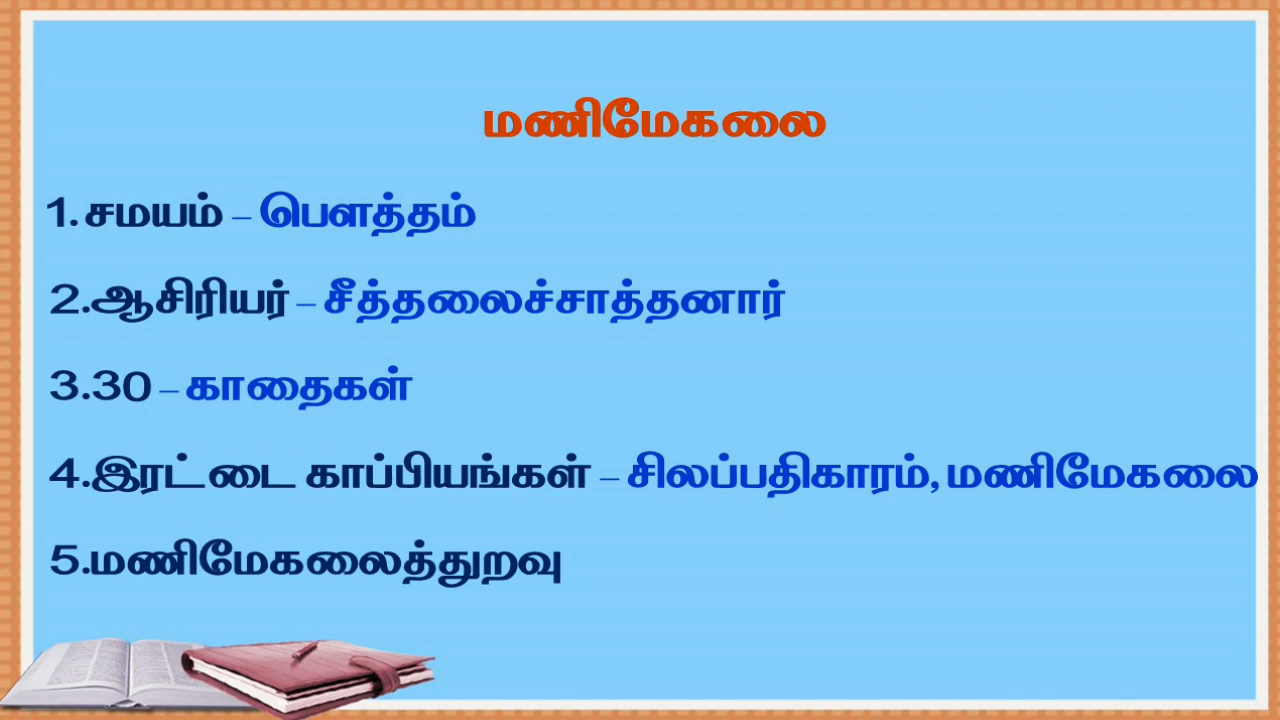 மணிமேகலை
1. சமயம் – பௌத்தம்
2.ஆசிரியர் – சீத்தலைச்சாத்தனார்
3.30 – காதைகள்
4.இரட்டை காப்பியங்கள் – சிலப்பதிகாரம், மணிமேகலை
5.மணிமேகலைத்துறவு